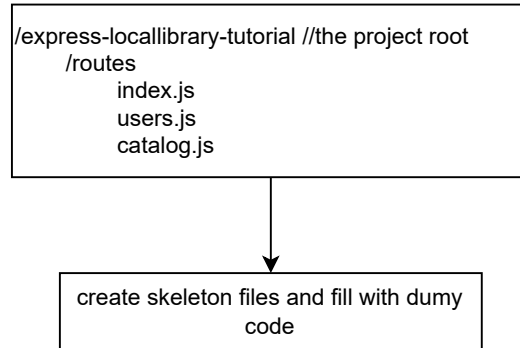 /express-locallibrary-tutorial //the project root
/routes
index.js
users.js
catalog.js
create skeleton files and fill with dumy
code